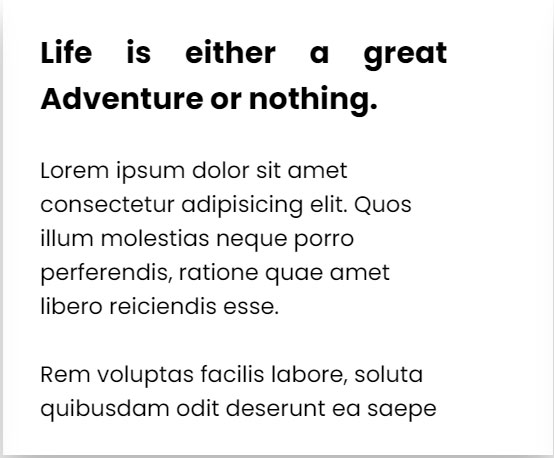 Life is either a great
Adventure or nothing.
Lorem ipsum dolor sit amet
consectetur adipisicing elit. Quos
illum molestias neque porro
perferendis, ratione quae amet
libero reiciendis esse.
Rem voluptas facilis labore, soluta
quibusdam odit deserunt ea saepe